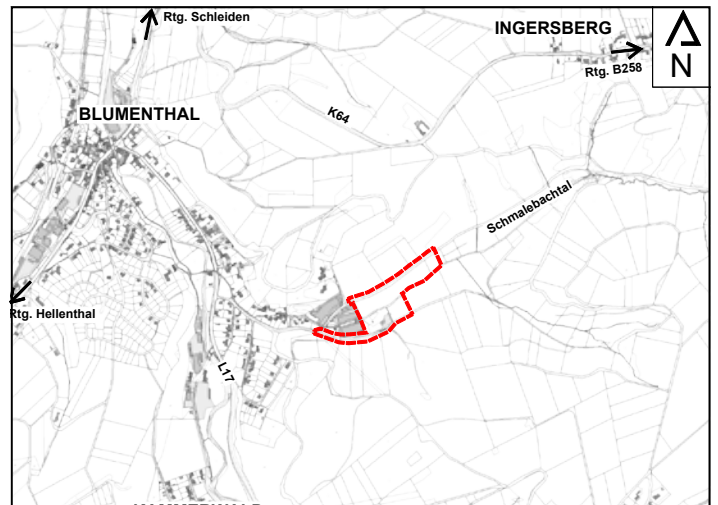 Rtg. Schleiden
INGERSBERG
N
Rtg. B258
BLUMENTHAL
K64
Schmalebachtal
Rtg. Hellenthal
L17